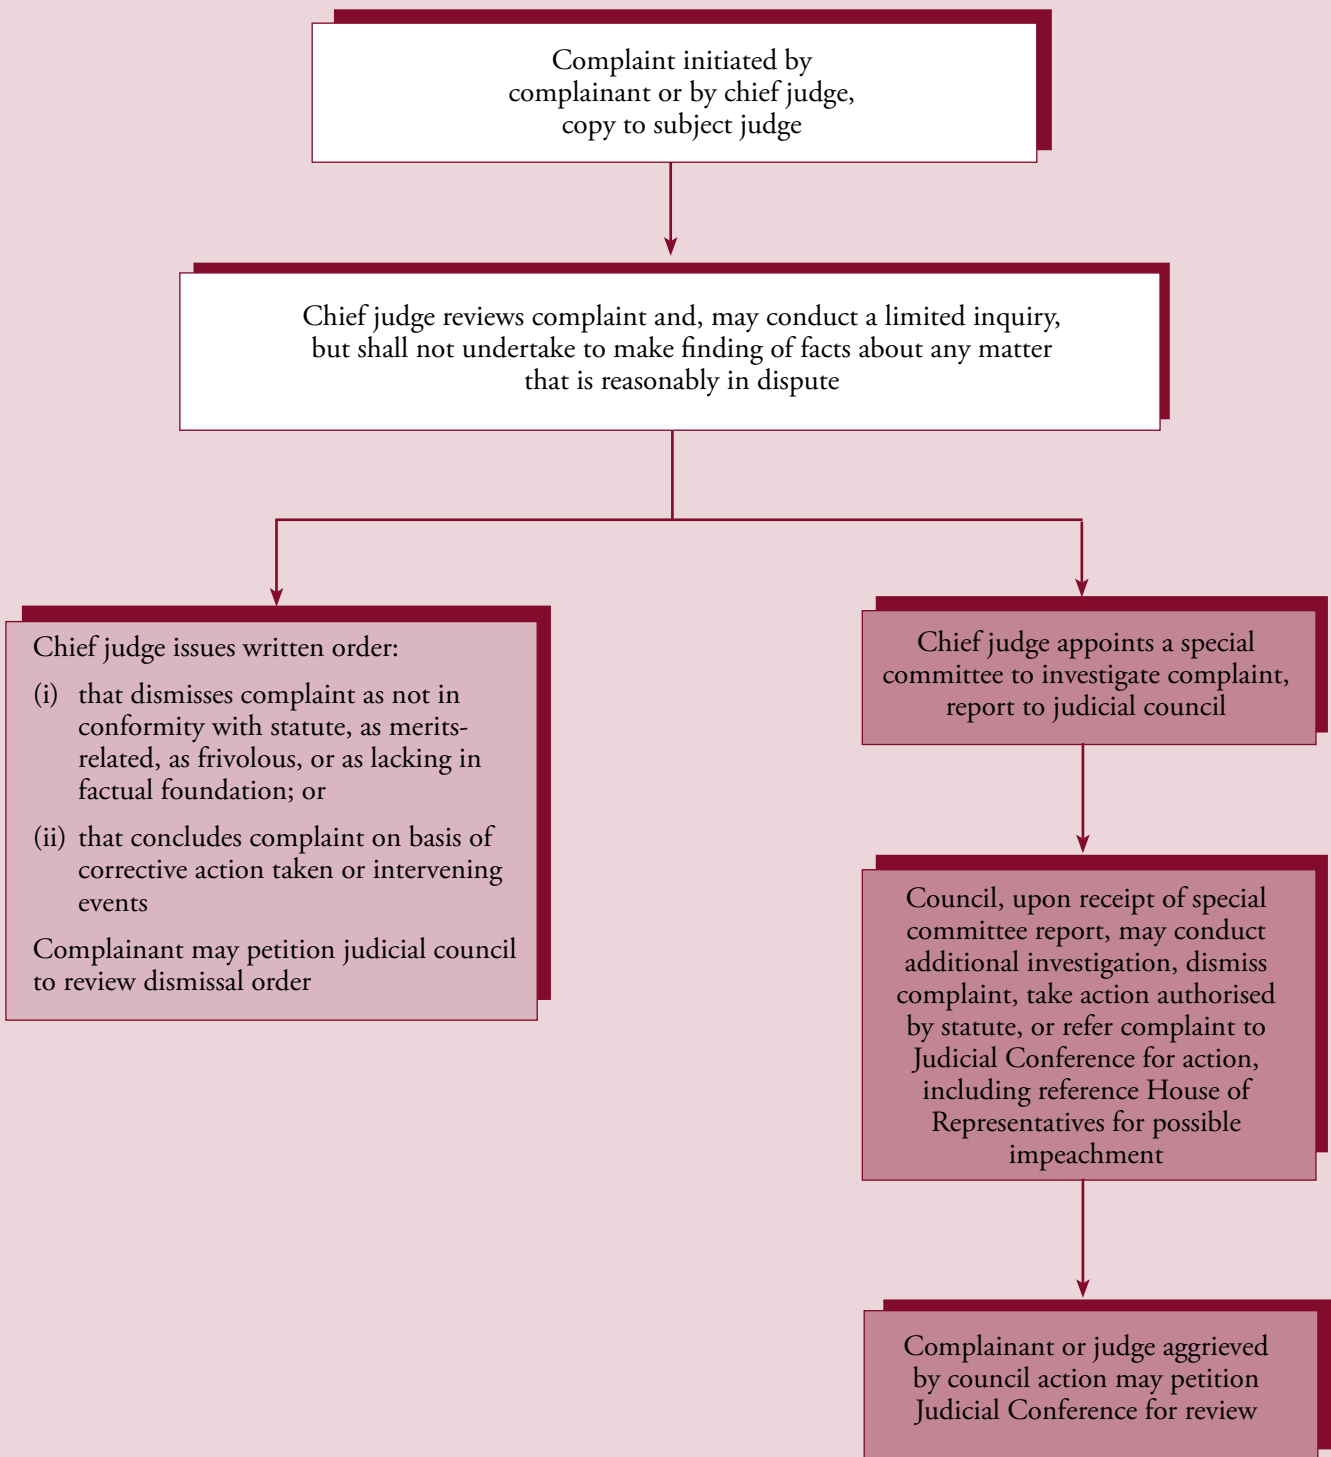 Complaint initiated by
complainant or by chief judge,
copy to subject judge
Chief judge reviews complaint and, may conduct a limited inquiry,
but shall not undertake to make finding of facts about any matter
that is reasonably in dispute
Chief judge issues written order:
(i) that dismisses complaint as not in
conformity with statute, as merits-
related, as frivolous, or as lacking in
factual foundation; or
(ii) that concludes complaint on basis of
corrective action taken or intervening
events
Complainant may petition judicial council
to review dismissal order
Chief judge appoints a special
committee to investigate complaint,
report to judicial council
Council, upon receipt of special
committee report, may conduct
additional investigation, dismiss
complaint, take action authorised
by statute, or refer complaint to
Judicial Conference for action,
including reference House of
Representatives for possible
impeachment
Complainant or judge aggrieved
by council action may petition
Judicial Conference for review